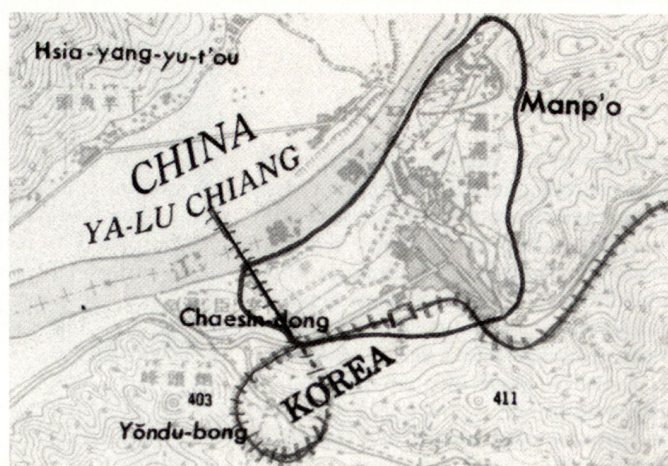 Hsia-yang-yu-t'ou
Manp'o
CHINA
YA-LU CHIANG
Chaesin-dong
KOREA
403
411
Yŏndu-bong